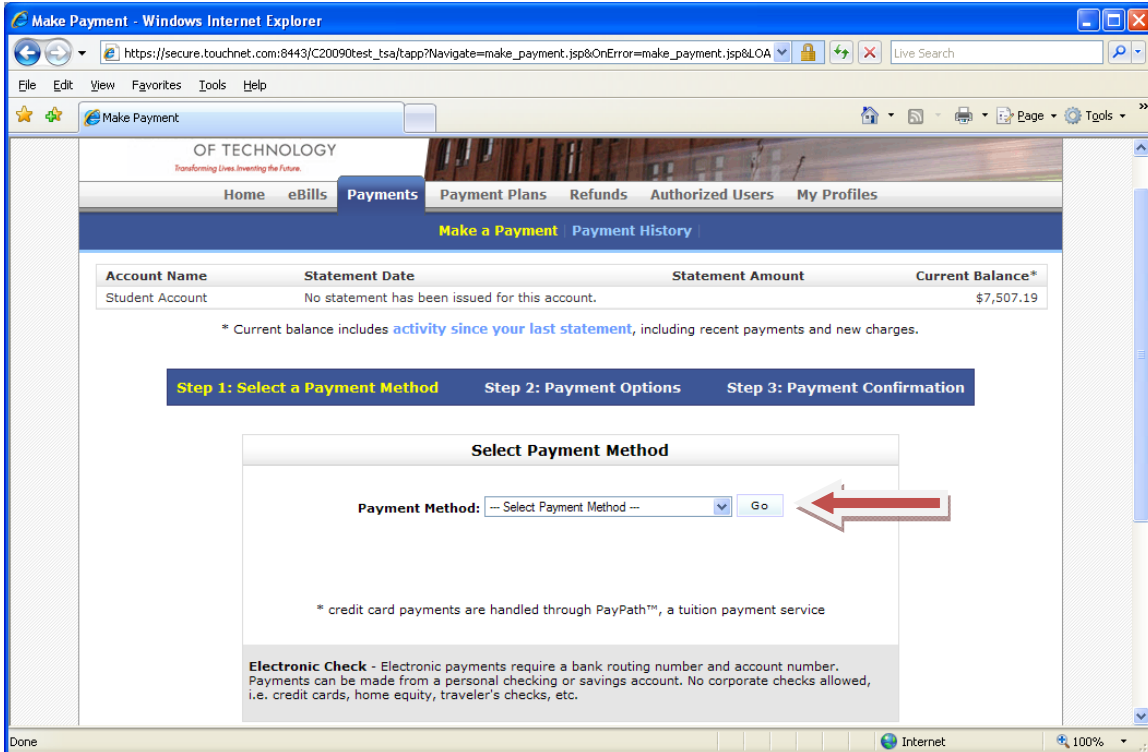 Make Payment - Windows Internet Explorer
https://secure.touchnet.com:8443/C20090test_tsa/tapp?Navigate=make_payment.jsp&OnError=make_payment.jsp&LOA
Live Search
File Edit View Favorites Tools Help
Make Payment
Page Tools »
OF TECHNOLOGY
Transforming Lives. Inventing the Future.
Home eBills Payments Payment Plans Refunds Authorized Users My Profiles
Make a Payment | Payment History |
Account Name Statement Date Statement Amount Current Balance*
Student Account No statement has been issued for this account. $7,507.19
* Current balance includes activity since your last statement, including recent payments and new charges.
Step 1: Select a Payment Method Step 2: Payment Options Step 3: Payment Confirmation
Select Payment Method
Payment Method: --- Select Payment Method --- Go
* credit card payments are handled through PayPath™, a tuition payment service
Electronic Check - Electronic payments require a bank routing number and account number.
Payments can be made from a personal checking or savings account. No corporate checks allowed,
i.e. credit cards, home equity, traveler's checks, etc.
Done Internet 100%